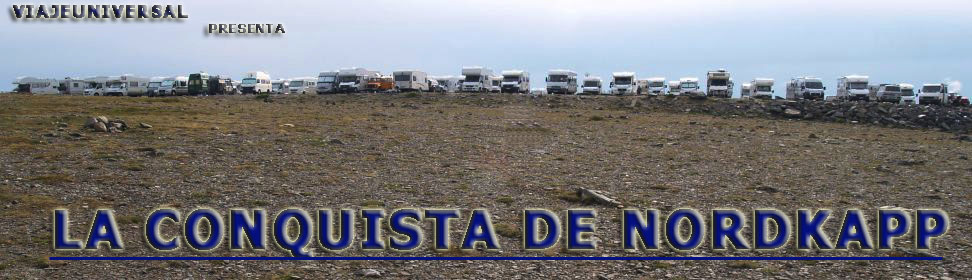 VIAJEUNIVERSAL
PRESENTA
LA CONQUISTA DE NORDKAPP